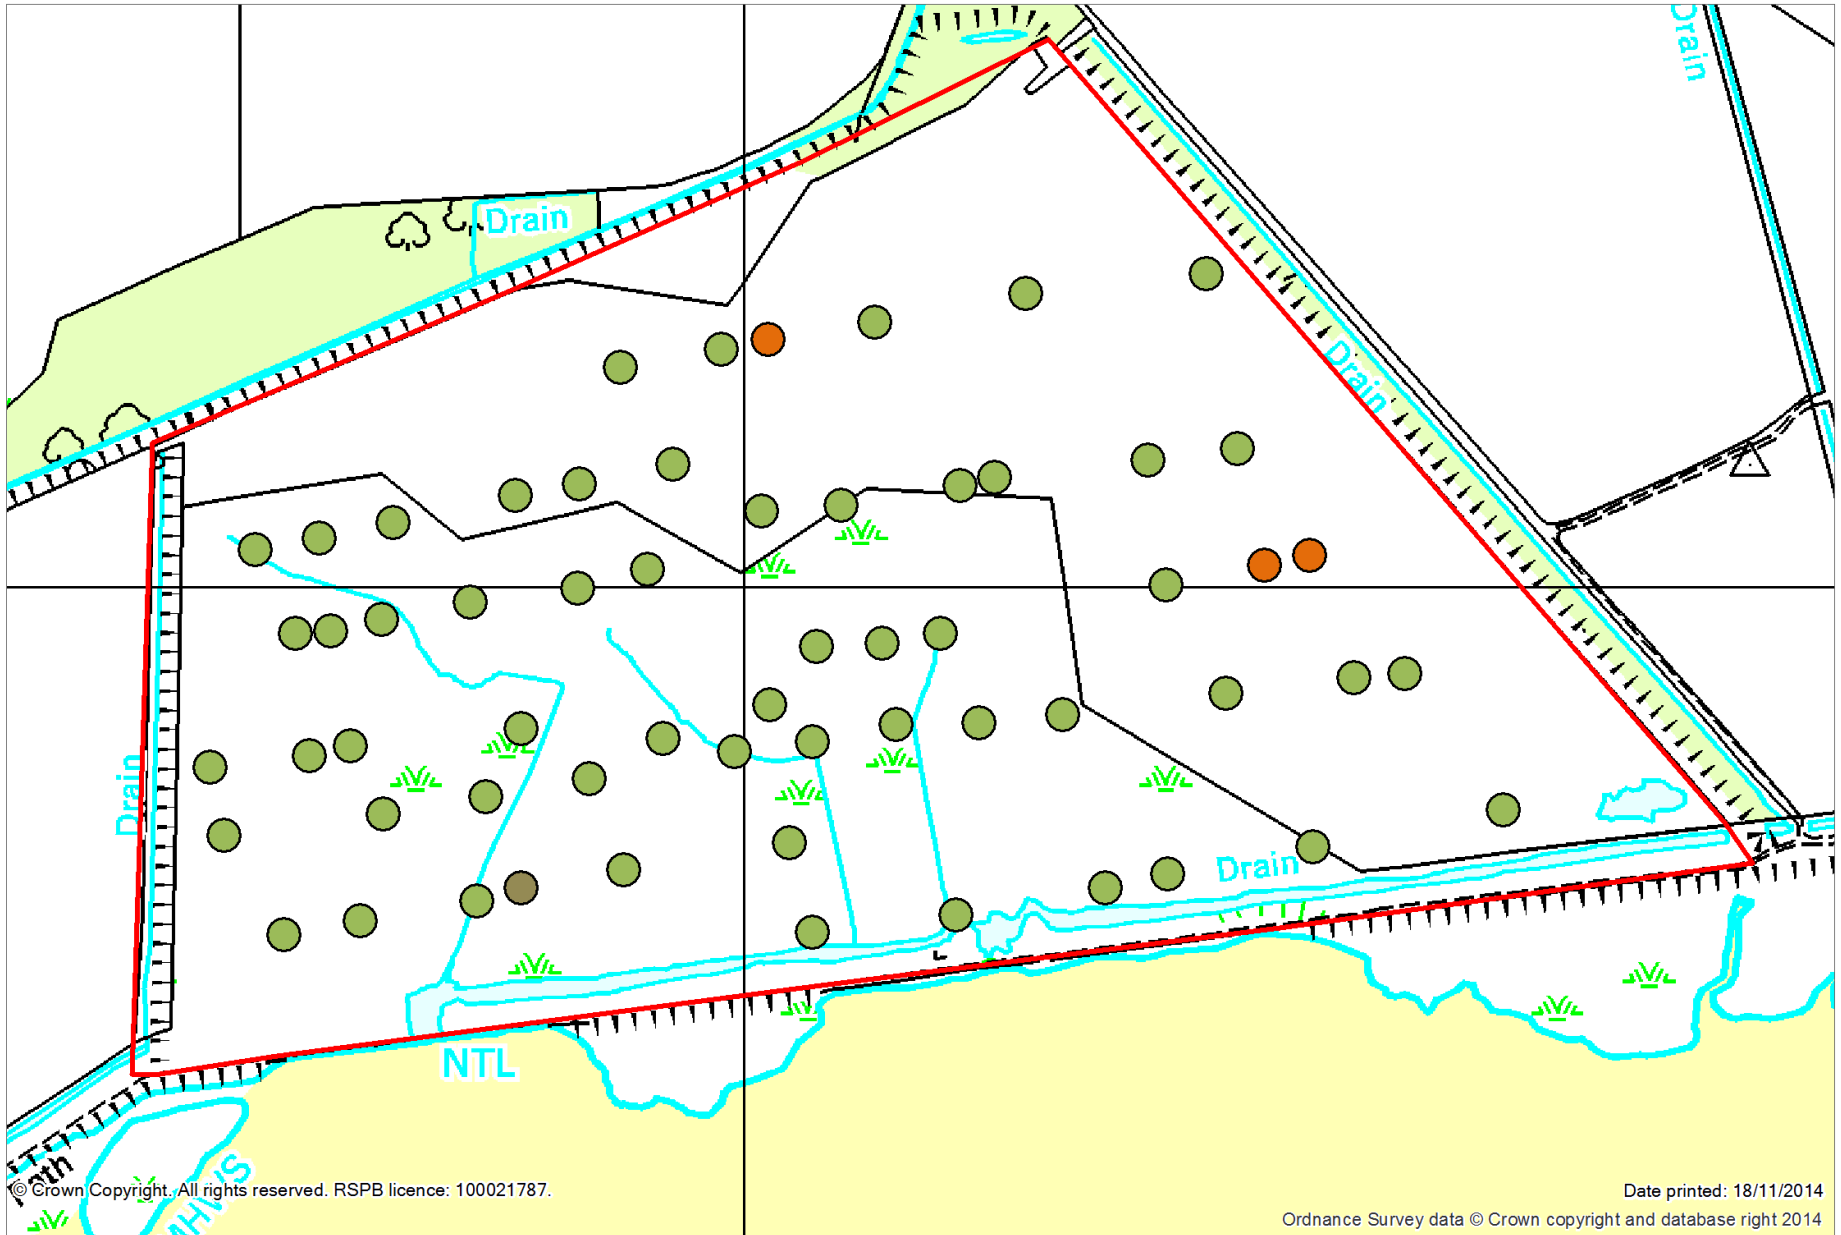 Drain
Drain
Drain
Drain
Drain
NTL
MHWS
© Crown Copyright. All rights reserved. RSPB licence: 100021787.
Date printed: 18/11/2014
Ordnance Survey data © Crown copyright and database right 2014